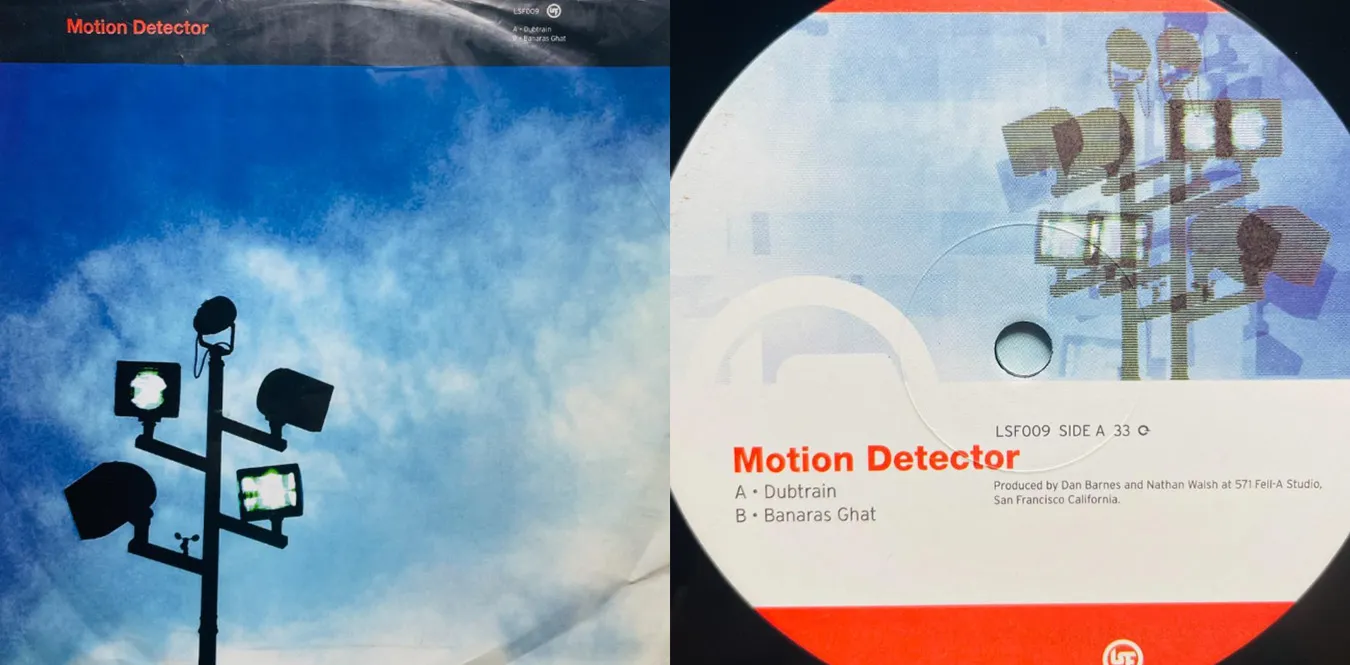 Motion Detector
LSF009
A • Dubtrain
B • Banaras Ghat
LSF009 SIDE A 33
Motion Detector
A • Dubtrain
B • Banaras Ghat
Produced by Dan Barnes and Nathan Walsh at 571 Fell-A Studio,
San Francisco California.
LSF